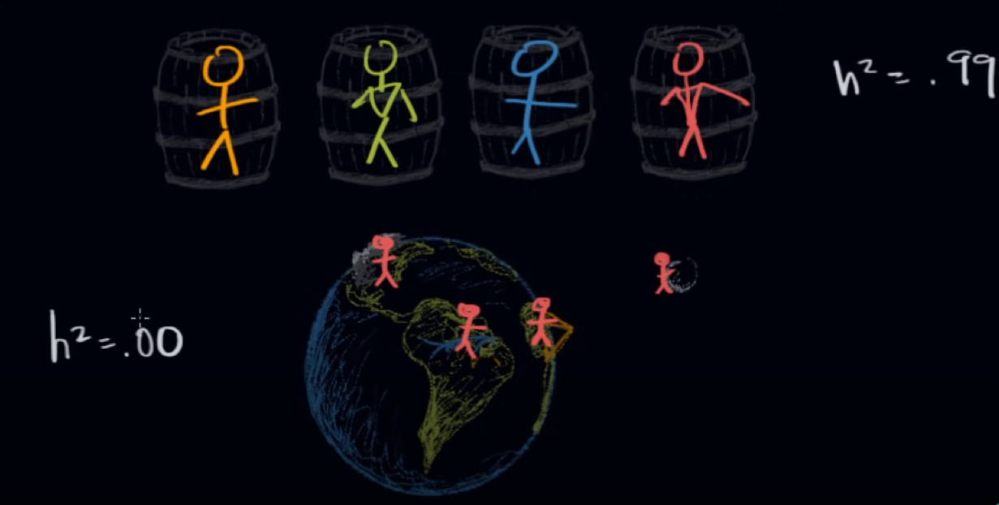 h² = .99
h² = .00